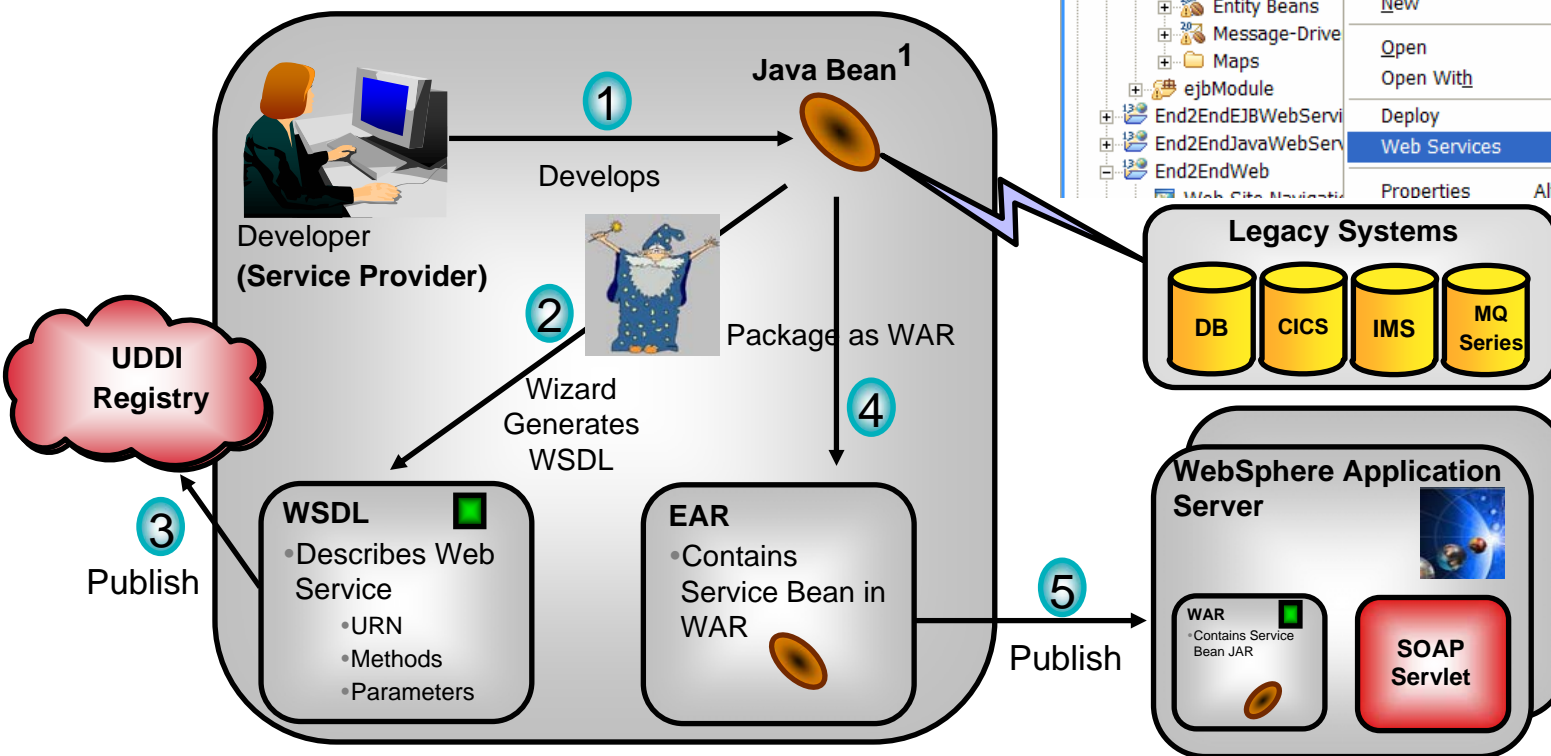 Entity Beans
Message-Drive
Maps
ejbModule
End2EndEJBWebServi
End2EndJavaWebServ
End2EndWeb
New
Open
Open With
Deploy
Web Services
Properties
Java Bean1
1
Develops
Developer
(Service Provider)
2
Package as WAR
Wizard
Generates
WSDL
4
UDDI
Registry
3
Publish
WSDL
•Describes Web
Service
•URN
•Methods
•Parameters
EAR
•Contains
Service Bean in
WAR
5
Publish
Legacy Systems
DB
CICS
IMS
MQ
Series
WebSphere Application
Server
WAR
•Contains Service
Bean JAR
SOAP
Servlet